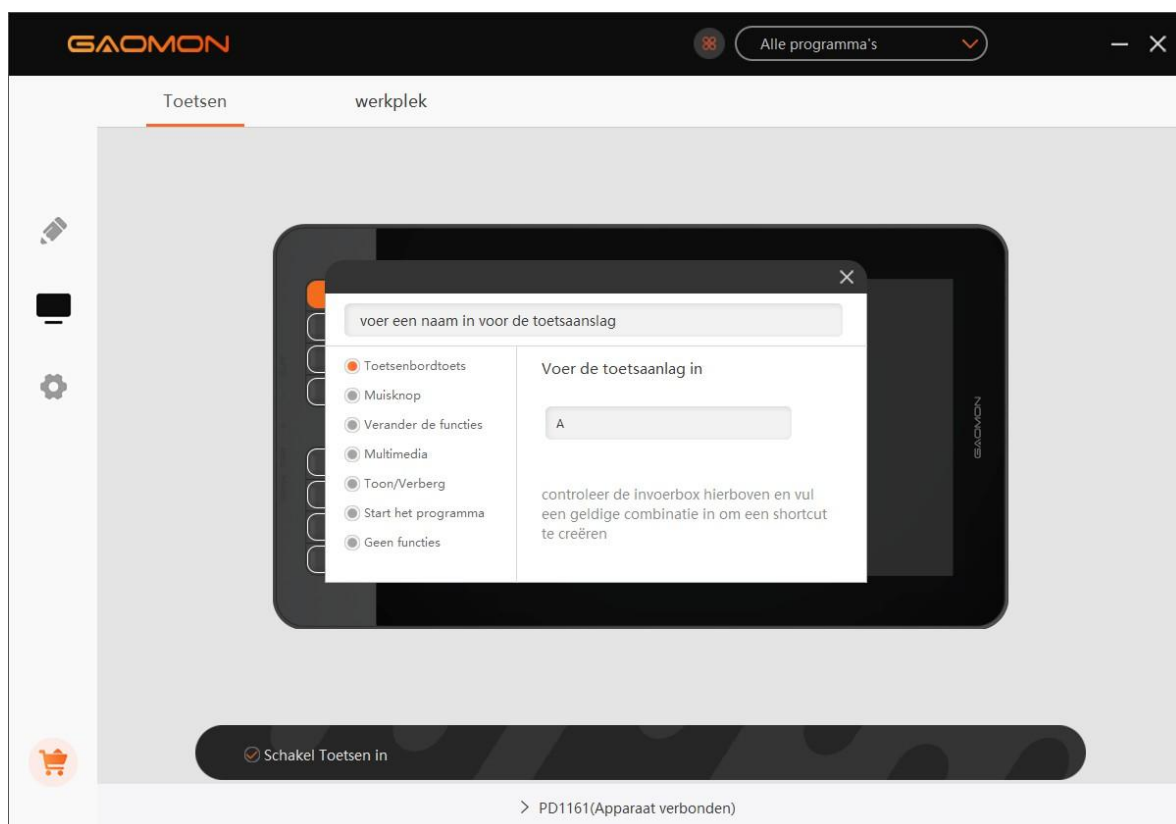 GAOMON
Alle programma's
Toetsen
werkplek
voer een naam in voor de toetsaanslag
Toetsenbordtoets
Muisknop
Verander de functies
Multimedia
Toon/Verberg
Start het programma
Geen functies
Voer de toetsaanlag in
A
controleer de invoerbox hierboven en vul
een geldige combinatie in om een shortcut
te creëren
GAOMON
Schakel Toetsen in
PD1161(Apparaat verbonden)